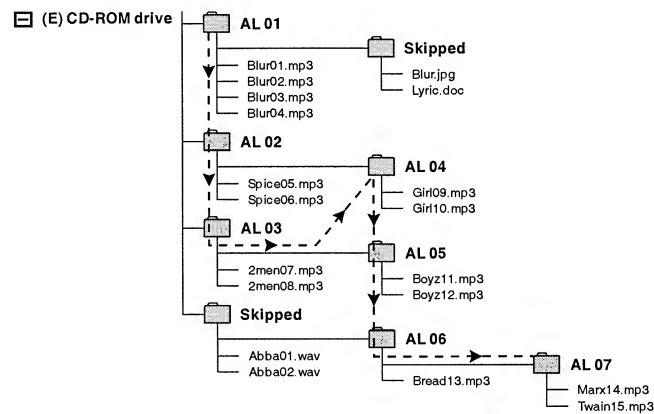 (E) CD-ROM drive
AL 01
Blur01.mp3
Blur02.mp3
Blur03.mp3
Blur04.mp3
Skipped
Blur.jpg
Lyric.doc
AL 02
Spice05.mp3
Spice06.mp3
AL 04
Girl09.mp3
Girl10.mp3
AL 03
2men07.mp3
2men08.mp3
AL 05
Boyz11.mp3
Boyz12.mp3
Skipped
Abba01.wav
Abba02.wav
AL 06
Bread13.mp3
AL 07
Marx14.mp3
Twain15.mp3